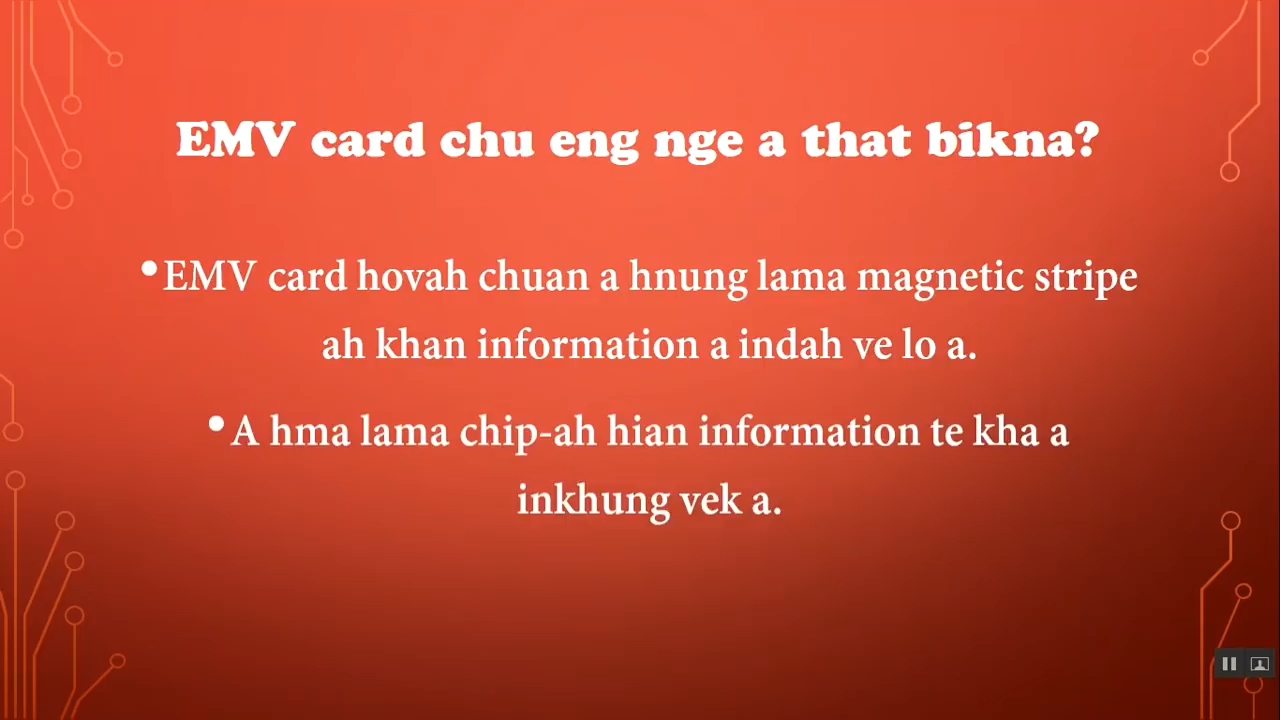 EMV card chu eng nge a that bikna?
•EMV card hovah chuan a hnung lama magnetic stripe
ah khan information a indah ve lo a.
•A hma lama chip-ah hian information te kha a
inkhung vek a.